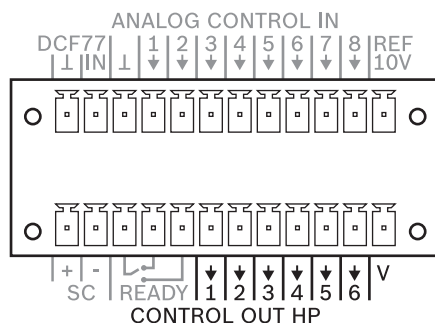 ANALOG CONTROL IN
DCF77 1 2 3 4 5 6 7 8 REF
⊥ IN ⊥ ↓ ↓ ↓ ↓ ↓ ↓ ↓ ↓ 10V
+ - ↓ ↓ ↓ ↓ ↓ ↓ V
SC READY 1 2 3 4 5 6
CONTROL OUT HP